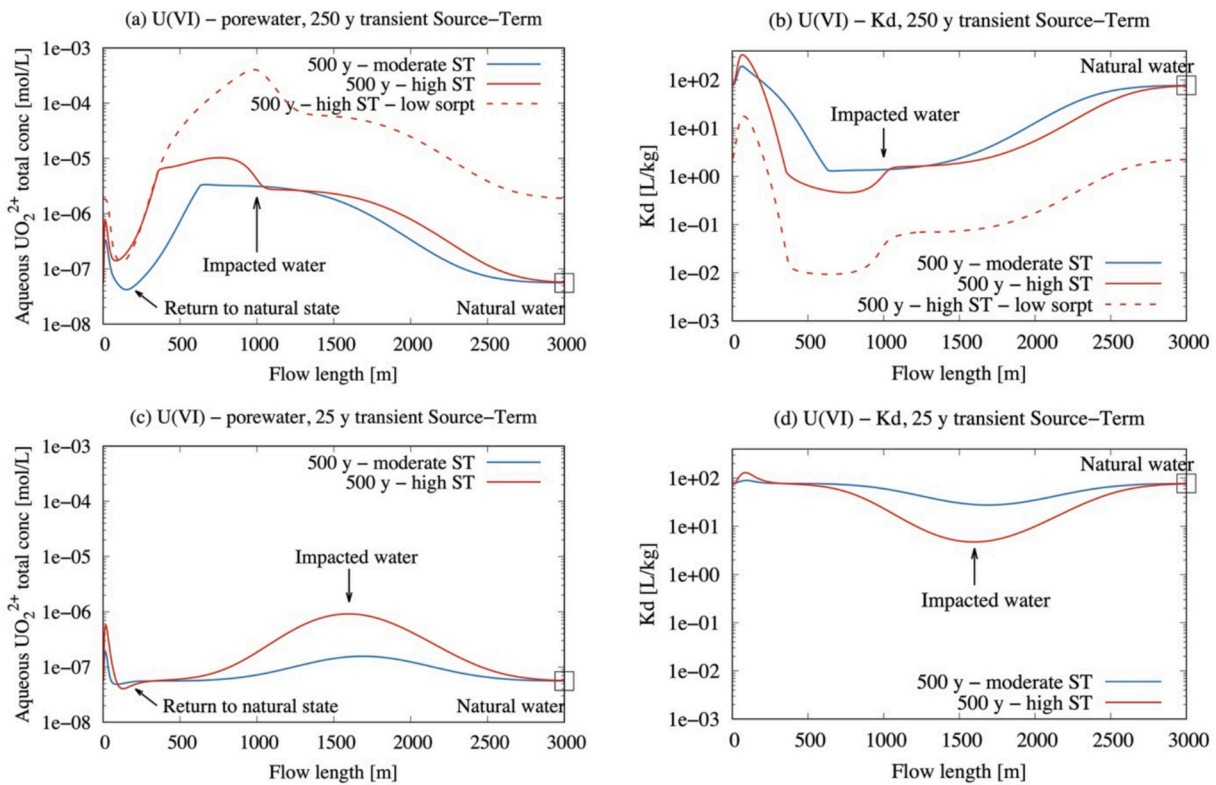 (a) U(VI) – porewater, 250 y transient Source–Term
1e−03
1e−04
1e−05
1e−06
1e−07
1e−08
Aqueous UO₂²⁺ total conc [mol/L]
500 y – moderate ST
500 y – high ST
500 y – high ST – low sorpt
Impacted water
Return to natural state
Natural water
0 500 1000 1500 2000 2500 3000
Flow length [m]
(b) U(VI) – Kd, 250 y transient Source–Term
1e+02
1e+01
1e+00
1e−01
1e−02
1e−03
Kd [L/kg]
Natural water
Impacted water
500 y – moderate ST
500 y – high ST
500 y – high ST – low sorpt
0 500 1000 1500 2000 2500 3000
Flow length [m]
(c) U(VI) – porewater, 25 y transient Source–Term
1e−03
1e−04
1e−05
1e−06
1e−07
1e−08
Aqueous UO₂²⁺ total conc [mol/L]
500 y – moderate ST
500 y – high ST
Impacted water
Return to natural state
Natural water
0 500 1000 1500 2000 2500 3000
Flow length [m]
(d) U(VI) – Kd, 25 y transient Source–Term
1e+02
1e+01
1e+00
1e−01
1e−02
1e−03
Kd [L/kg]
Natural water
Impacted water
500 y – moderate ST
500 y – high ST
0 500 1000 1500 2000 2500 3000
Flow length [m]